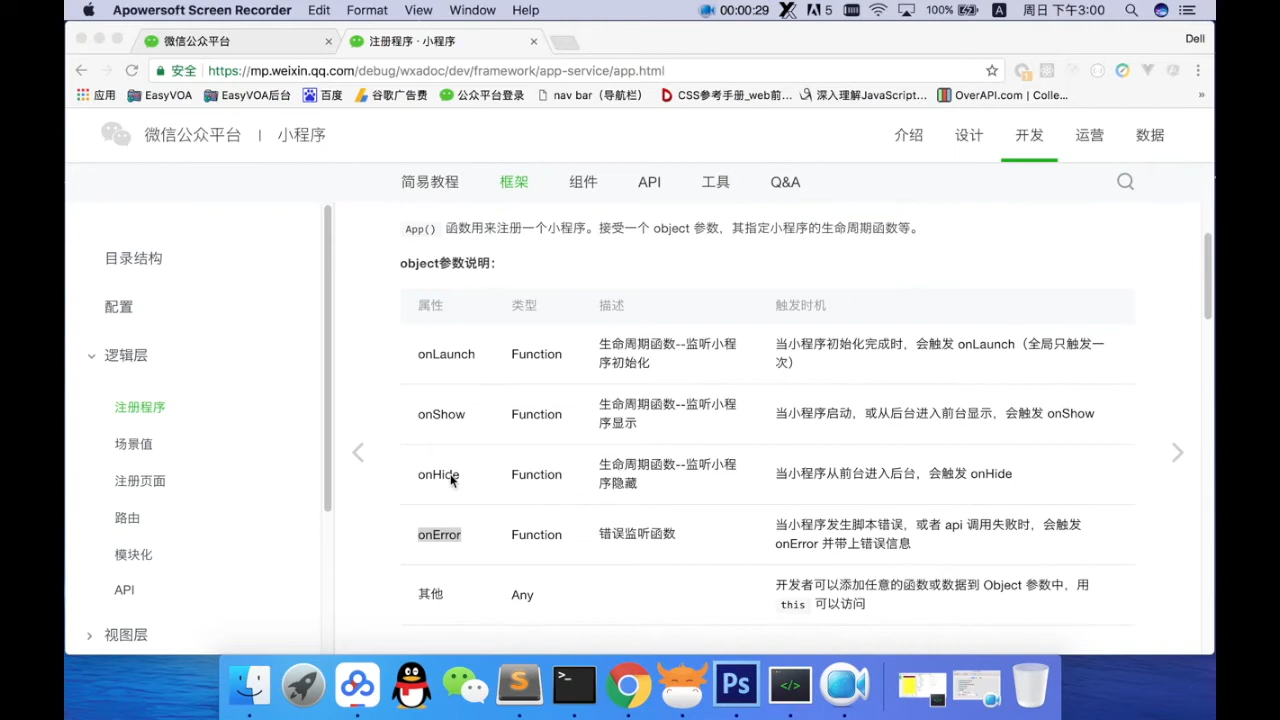 Apowersoft Screen Recorder Edit Format View Window Help 00:00:29 5 100% A 周日 下午3:00
微信公众平台 × 注册程序 · 小程序 × Dell
安全 https://mp.weixin.qq.com/debug/wxadoc/dev/framework/app-service/app.html
应用 EasyVOA EasyVOA后台 百度 谷歌广告费 公众平台登录 nav bar（导航栏） CSS参考手册_web前... 深入理解JavaScript... OverAPI.com | Colle... »
微信公众平台 | 小程序 介绍 设计 开发 运营 数据
简易教程 框架 组件 API 工具 Q&A
目录结构
配置
逻辑层
注册程序
场景值
注册页面
路由
模块化
API
视图层
App() 函数用来注册一个小程序。接受一个 object 参数，其指定小程序的生命周期函数等。
object参数说明：
属性 类型 描述 触发时机
onLaunch Function 生命周期函数--监听小程
序初始化 当小程序初始化完成时，会触发 onLaunch（全局只触发一
次）
onShow Function 生命周期函数--监听小程
序显示 当小程序启动，或从后台进入前台显示，会触发 onShow
onHide Function 生命周期函数--监听小程
序隐藏 当小程序从前台进入后台，会触发 onHide
onError Function 错误监听函数 当小程序发生脚本错误，或者 api 调用失败时，会触发
onError 并带上错误信息
其他 Any 开发者可以添加任意的函数或数据到 Object 参数中，用
this 可以访问
S >_ Ps </>